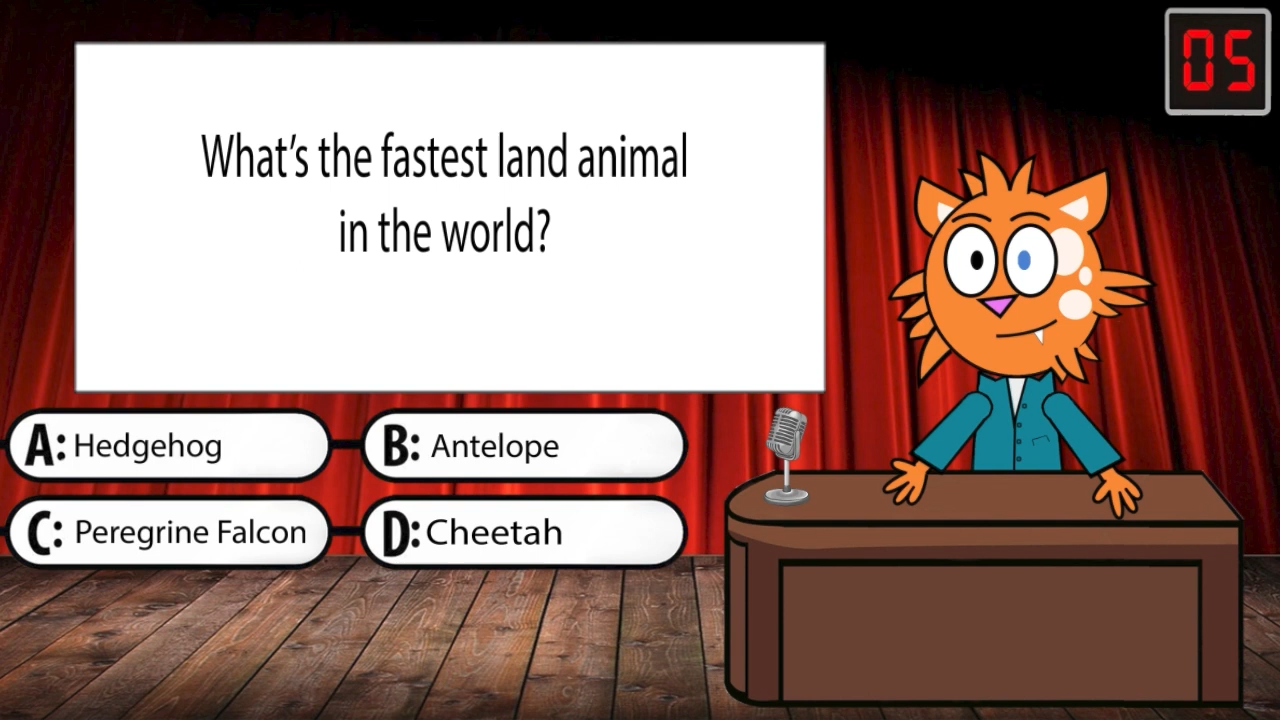 05
What’s the fastest land animal
in the world?
A: Hedgehog
B: Antelope
C: Peregrine Falcon
D: Cheetah